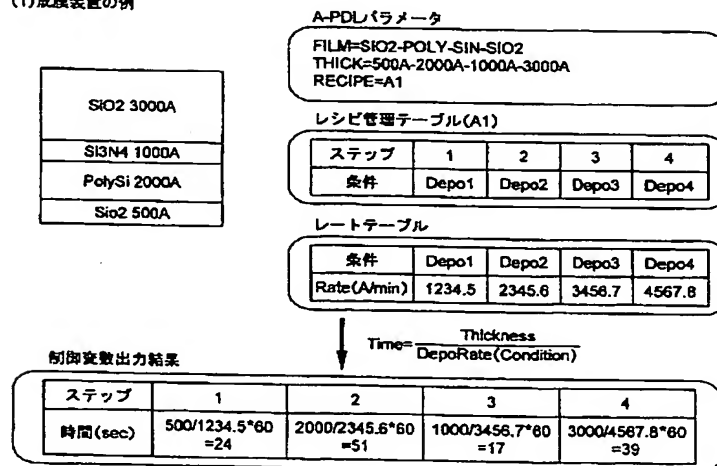 (1)成膜装置の例
A-PDLパラメータ
FILM=SIO2-POLY-SIN-SIO2
THICK=500A-2000A-1000A-3000A
RECIPE=A1
SiO2 3000A
Si3N4 1000A
PolySi 2000A
Sio2 500A
レシピ管理テーブル(A1)
ステップ 1 2 3 4
条件 Depo1 Depo2 Depo3 Depo4
レートテーブル
条件 Depo1 Depo2 Depo3 Depo4
Rate(A/min) 1234.5 2345.6 3456.7 4567.8
Time= Thickness
DepoRate(Condition)
制御変数出力結果
ステップ 1 2 3 4
時間(sec) 500/1234.5*60 2000/2345.6*60 1000/3456.7*60 3000/4567.8*60
=24 =51 =17 =39